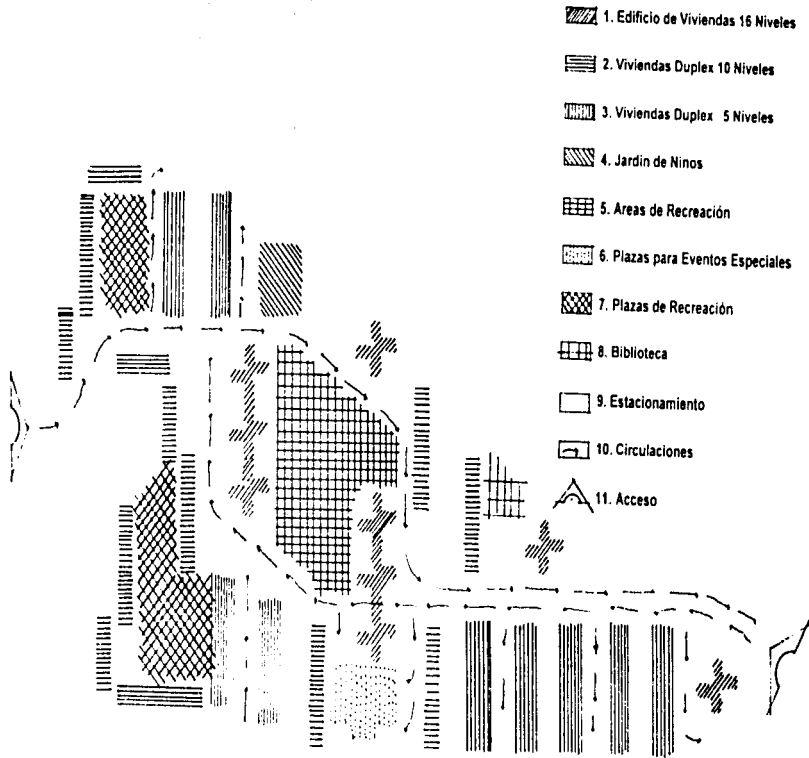 1. Edificio de Viviendas 16 Niveles
2. Viviendas Duplex 10 Niveles
3. Viviendas Duplex 5 Niveles
4. Jardin de Ninos
5. Areas de Recreación
6. Plazas para Eventos Especiales
7. Plazas de Recreación
8. Biblioteca
9. Estacionamiento
10. Circulaciones
11. Acceso